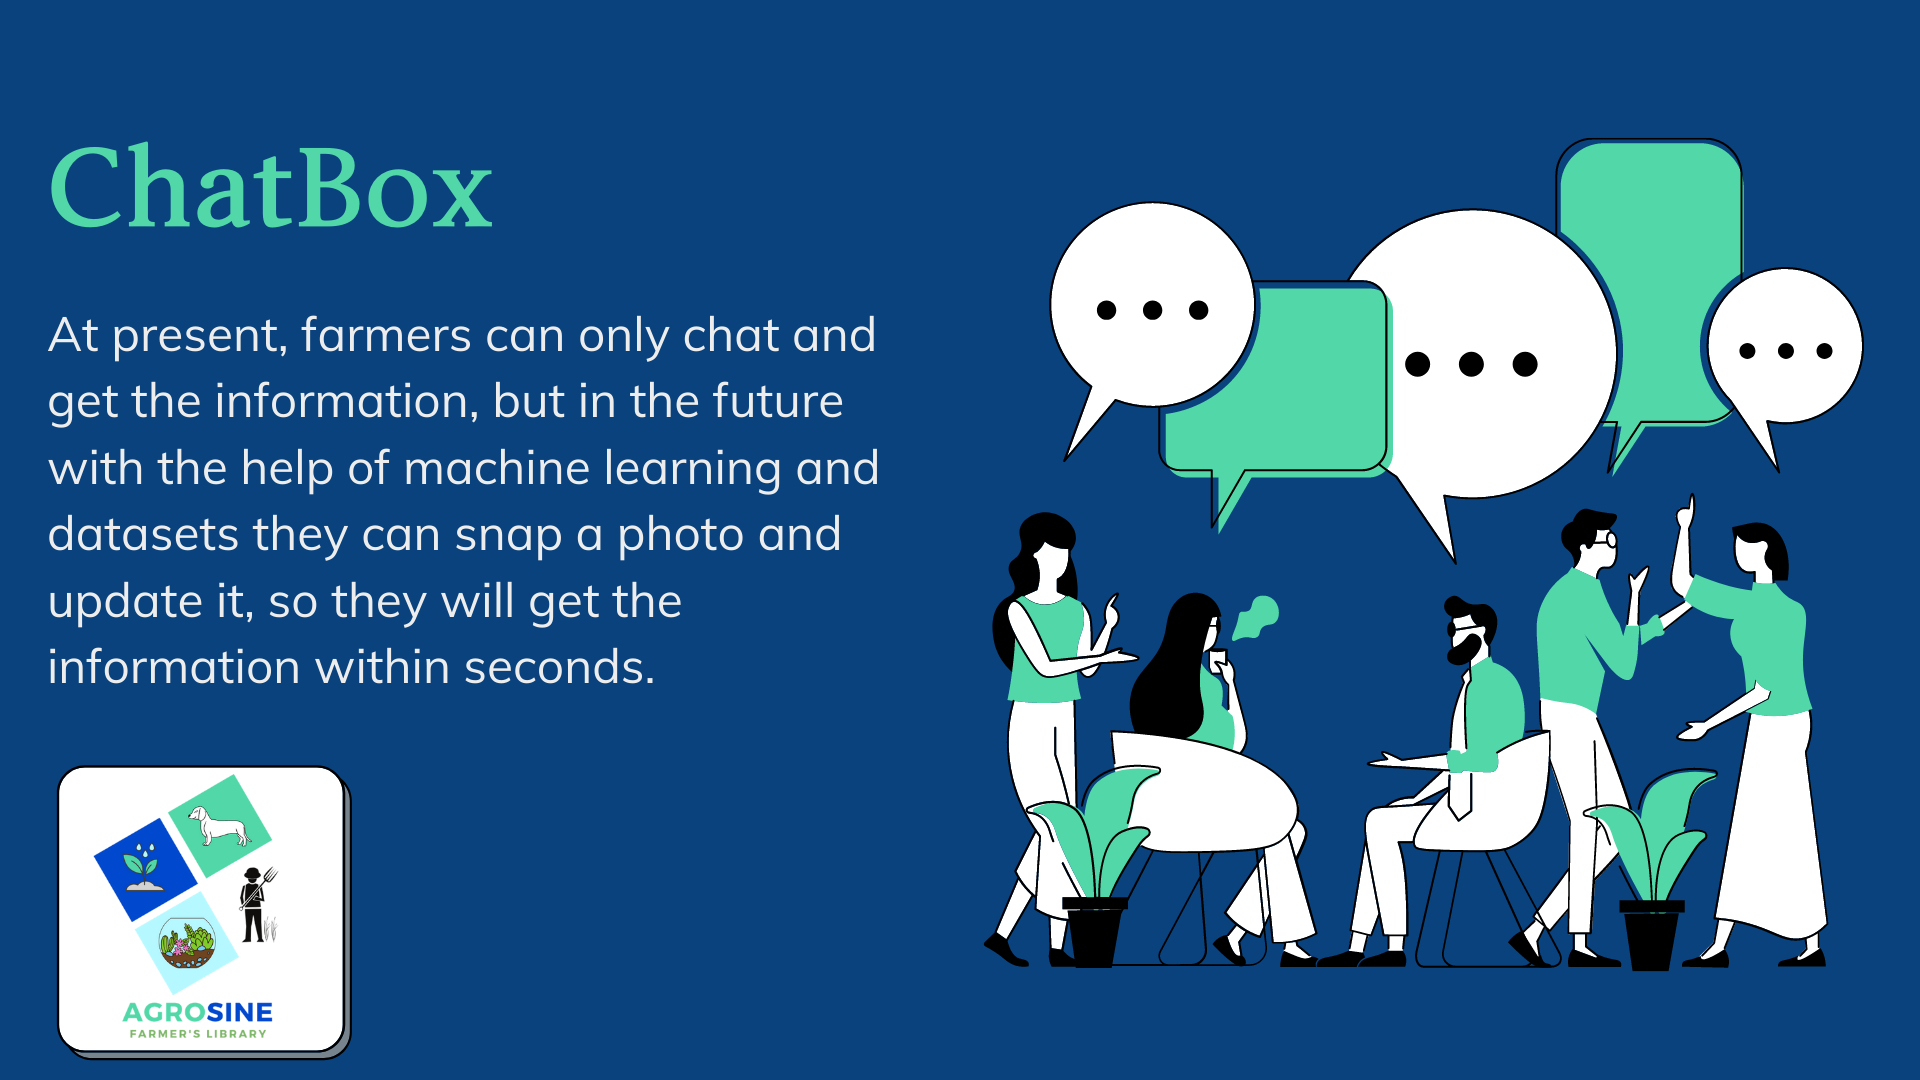 ChatBox
At present, farmers can only chat and
get the information, but in the future
with the help of machine learning and
datasets they can snap a photo and
update it, so they will get the
information within seconds.
AGROSINE
FARMER'S LIBRARY